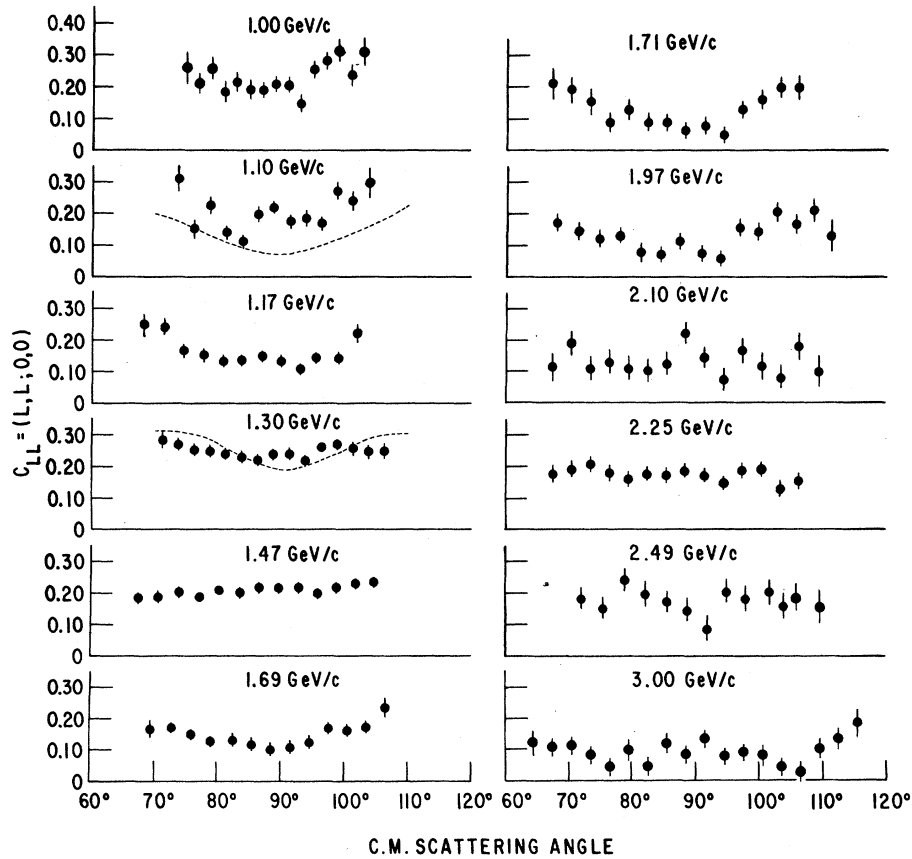 0.40
0.30
0.20
0.10
0
1.00 GeV/c
1.71 GeV/c
0.30
0.20
0.10
0
1.10 GeV/c
1.97 GeV/c
0.30
0.20
0.10
0
1.17 GeV/c
2.10 GeV/c
0.30
0.20
0.10
0
1.30 GeV/c
2.25 GeV/c
0.30
0.20
0.10
0
1.47 GeV/c
2.49 GeV/c
0.30
0.20
0.10
0
1.69 GeV/c
3.00 GeV/c
C_LL = (L, L; 0,0)
60° 70° 80° 90° 100° 110° 120°
60° 70° 80° 90° 100° 110° 120°
C.M. SCATTERING ANGLE